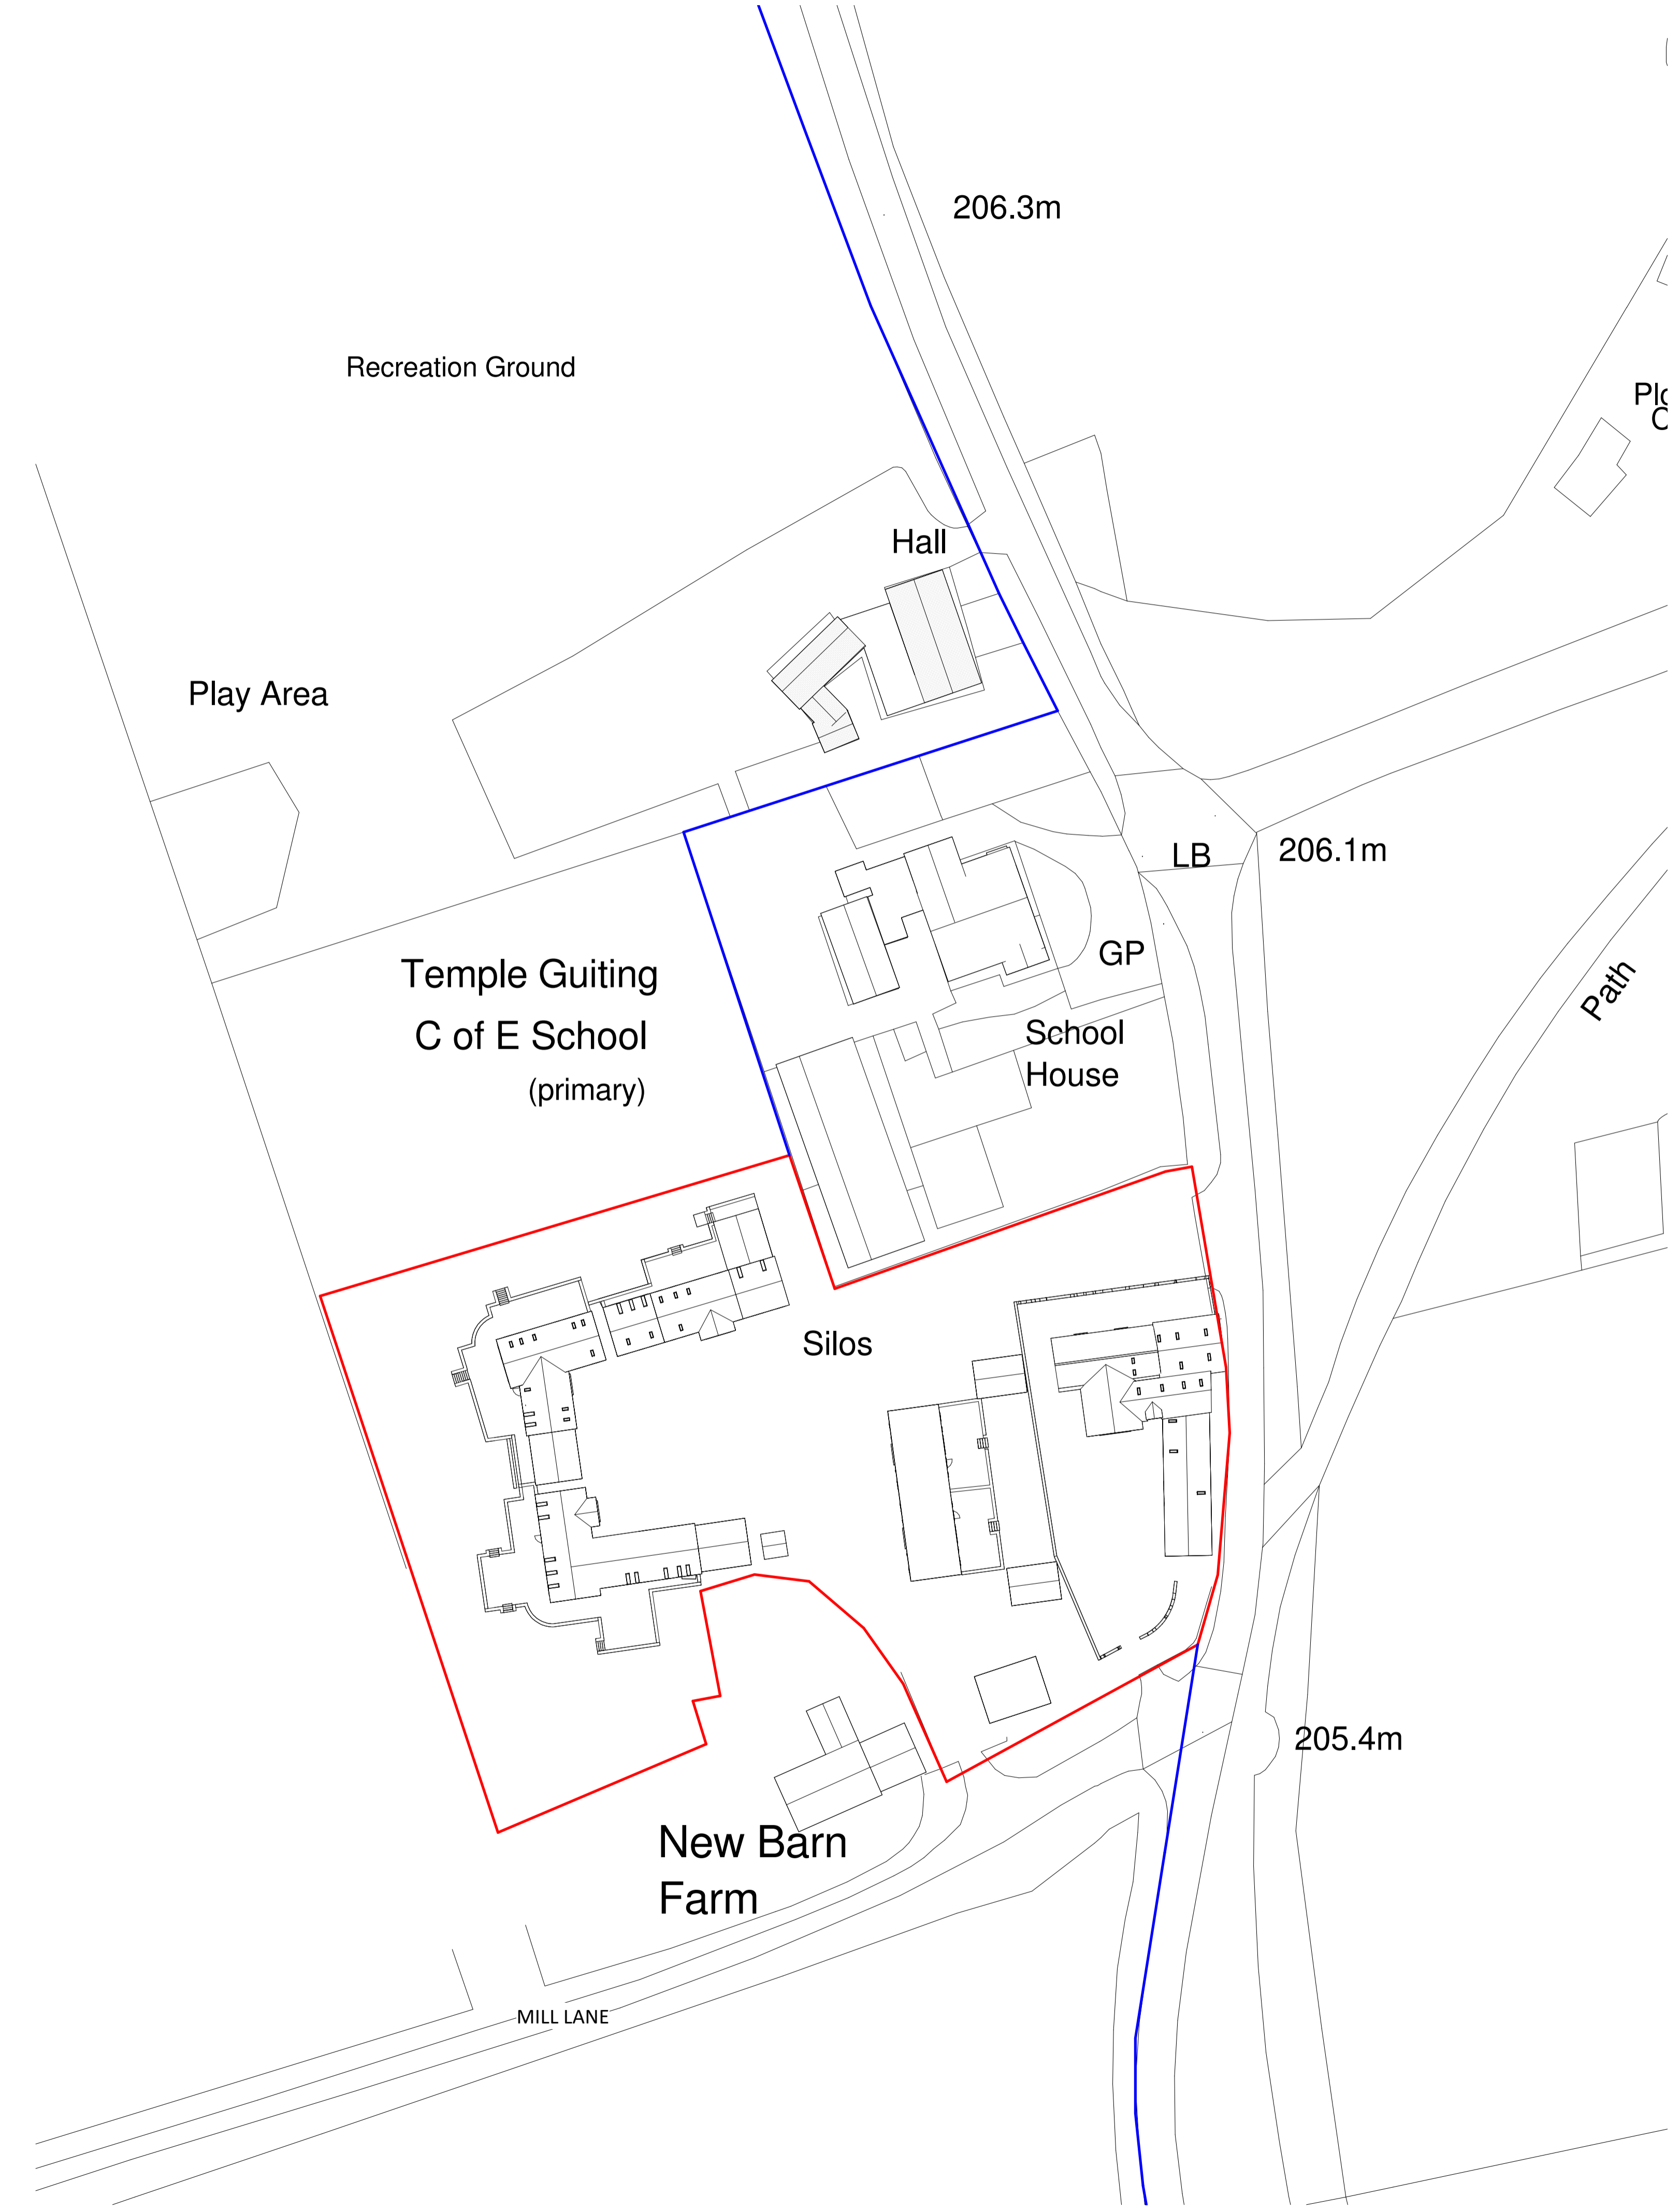 206.3m
Recreation Ground
Plo
C
Hall
Play Area
LB
206.1m
GP
Temple Guiting
C of E School
(primary)
Path
School
House
Silos
205.4m
New Barn
Farm
MILL LANE